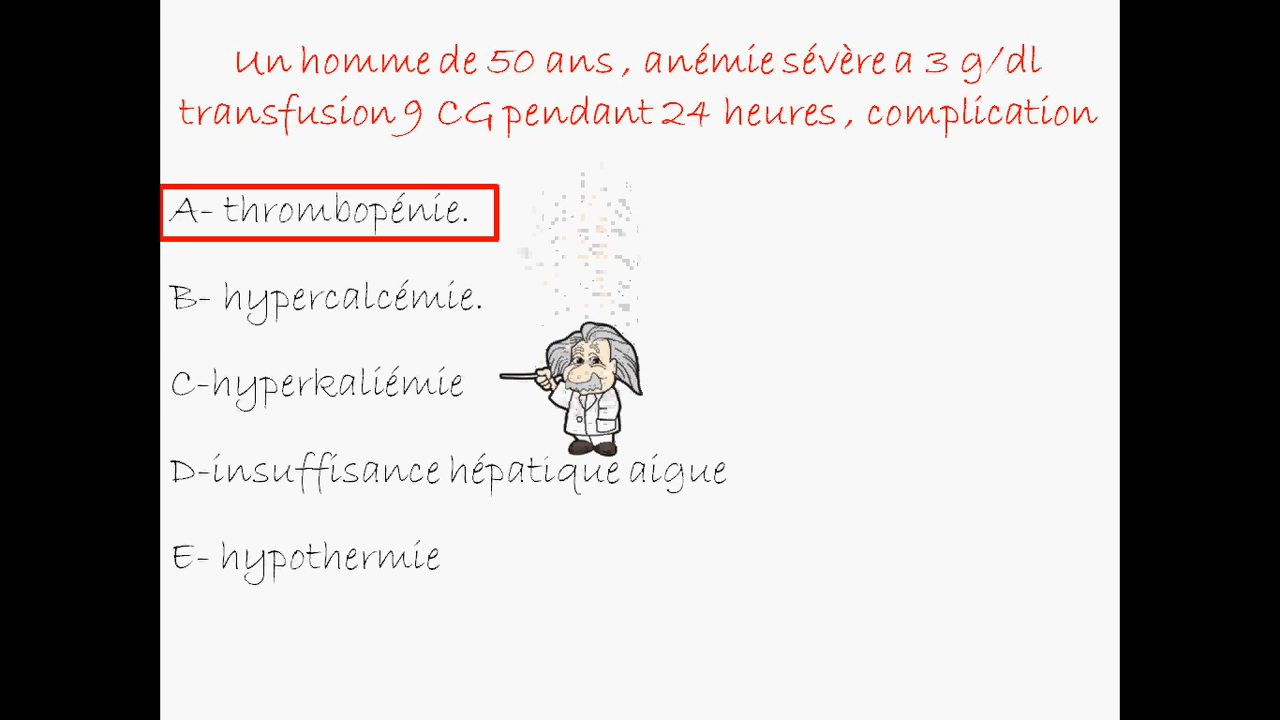 Un homme de 50 ans , anémie sévère a 3 g/dl
transfusion 9 CG pendant 24 heures , complication
A- thrombopénie.
B- hypercalcémie.
C-hyperkaliémie
D-insuffisance hépatique aigue
E- hypothermie